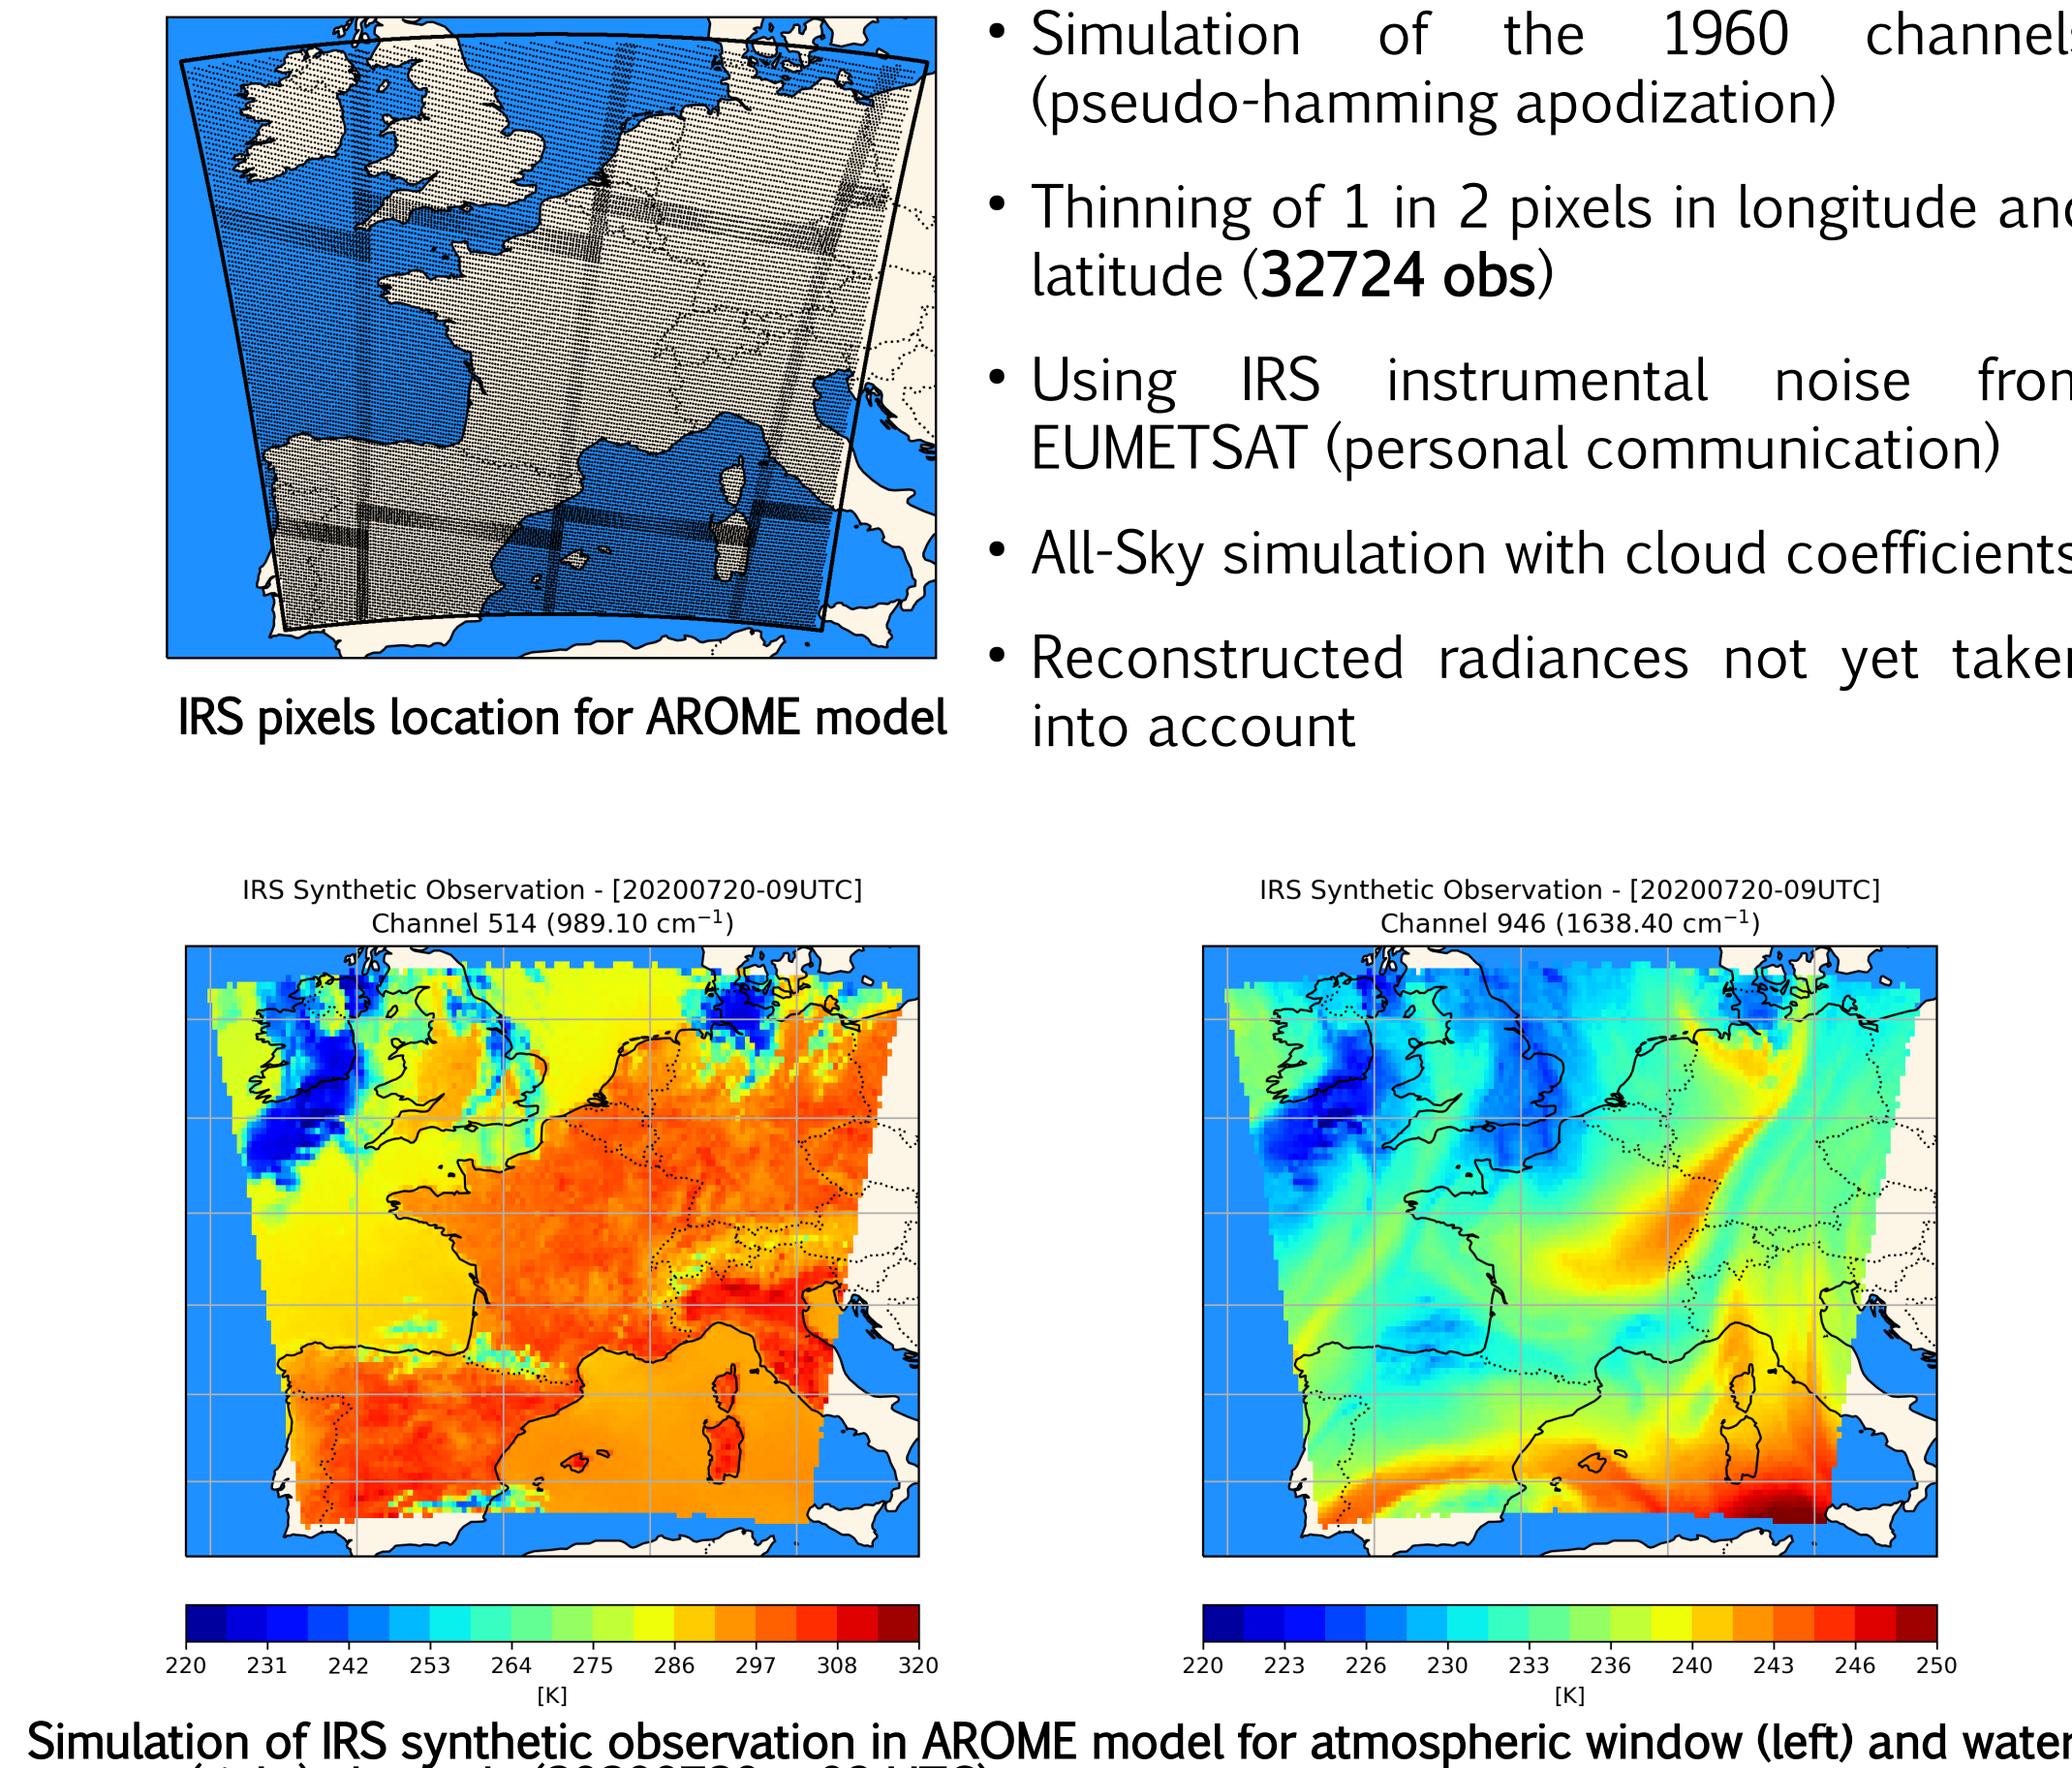 • Simulation of the 1960 channels
(pseudo-hamming apodization)
• Thinning of 1 in 2 pixels in longitude and
latitude (32724 obs)
• Using IRS instrumental noise from
EUMETSAT (personal communication)
• All-Sky simulation with cloud coefficients
• Reconstructed radiances not yet taken
into account
IRS pixels location for AROME model
IRS Synthetic Observation - [20200720-09UTC]
Channel 514 (989.10 cm⁻¹)
220 231 242 253 264 275 286 297 308 320
[K]
IRS Synthetic Observation - [20200720-09UTC]
Channel 946 (1638.40 cm⁻¹)
220 223 226 230 233 236 240 243 246 250
[K]
Simulation of IRS synthetic observation in AROME model for atmospheric window (left) and water